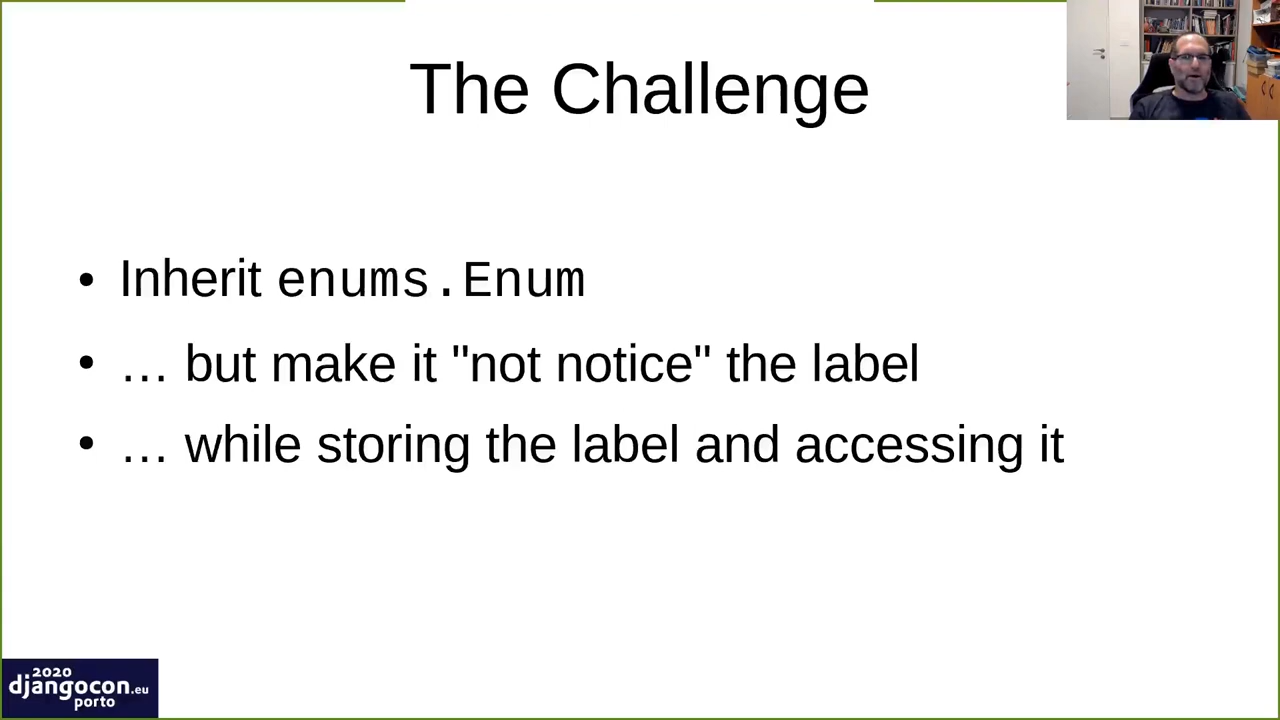 The Challenge
• Inherit enums.Enum
• … but make it "not notice" the label
• … while storing the label and accessing it
2020
djangocon.eu
porto